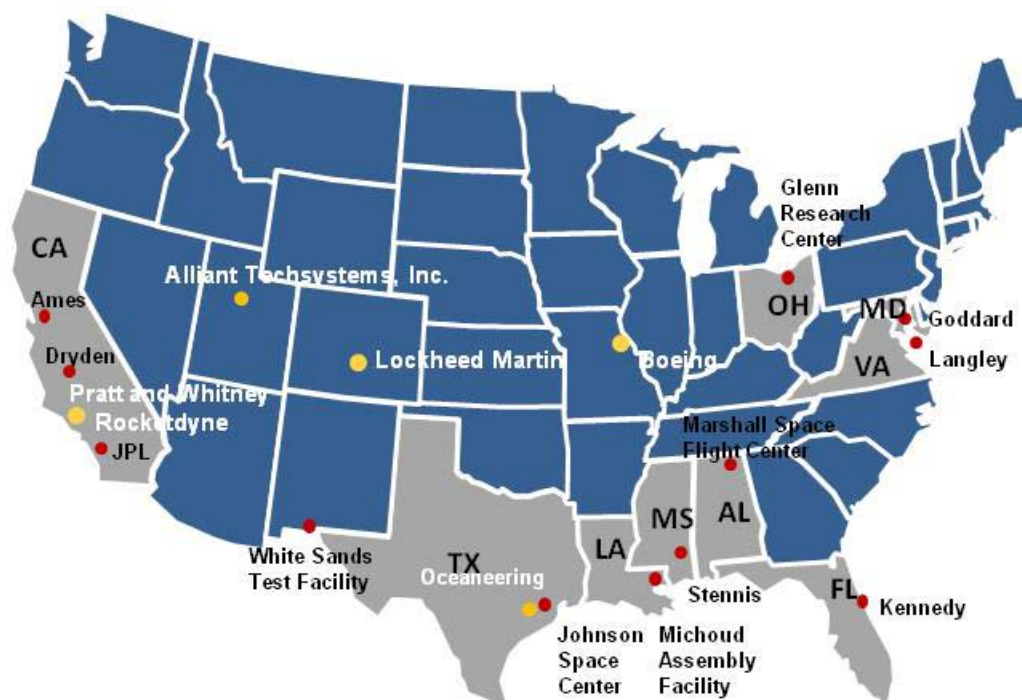 Glenn
Research
Center
CA
Alliant Techsystems, Inc.
Ames
OH
MD
Goddard
Dryden
Lockheed Martin
Boeing
Langley
VA
Pratt and Whitney
Rocketdyne
JPL
Marshall Space
Flight Center
MS
AL
LA
TX
White Sands
Test Facility
Oceaneering
FL
Stennis
Kennedy
Johnson
Space
Center
Michoud
Assembly
Facility